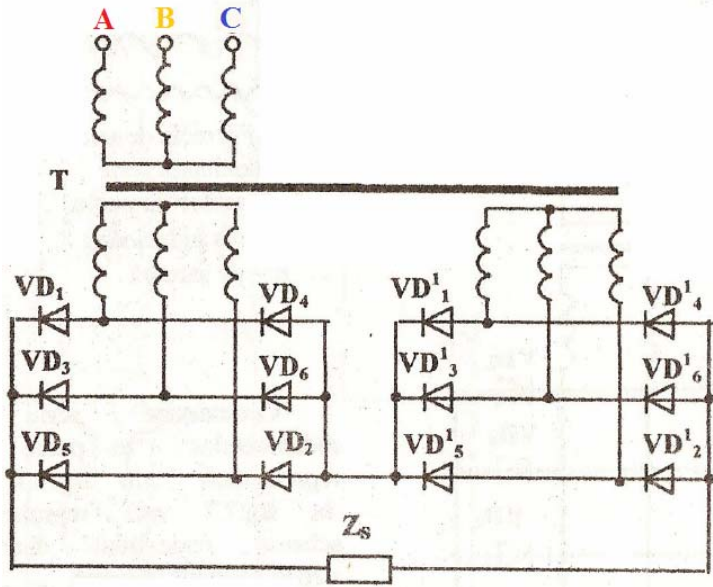 A B C
T
VD₁ VD₄ VD¹₁ VD¹₄
VD₃ VD₆ VD¹₃ VD¹₆
VD₅ VD₂ VD¹₅ VD¹₂
Zₛ